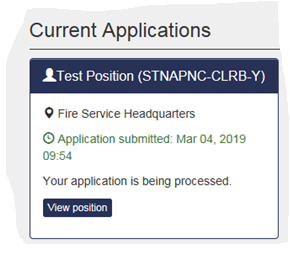 Current Applications
Test Position (STNAPNC-CLRB-Y)
Fire Service Headquarters
Application submitted: Mar 04, 2019
09:54
Your application is being processed.
View position